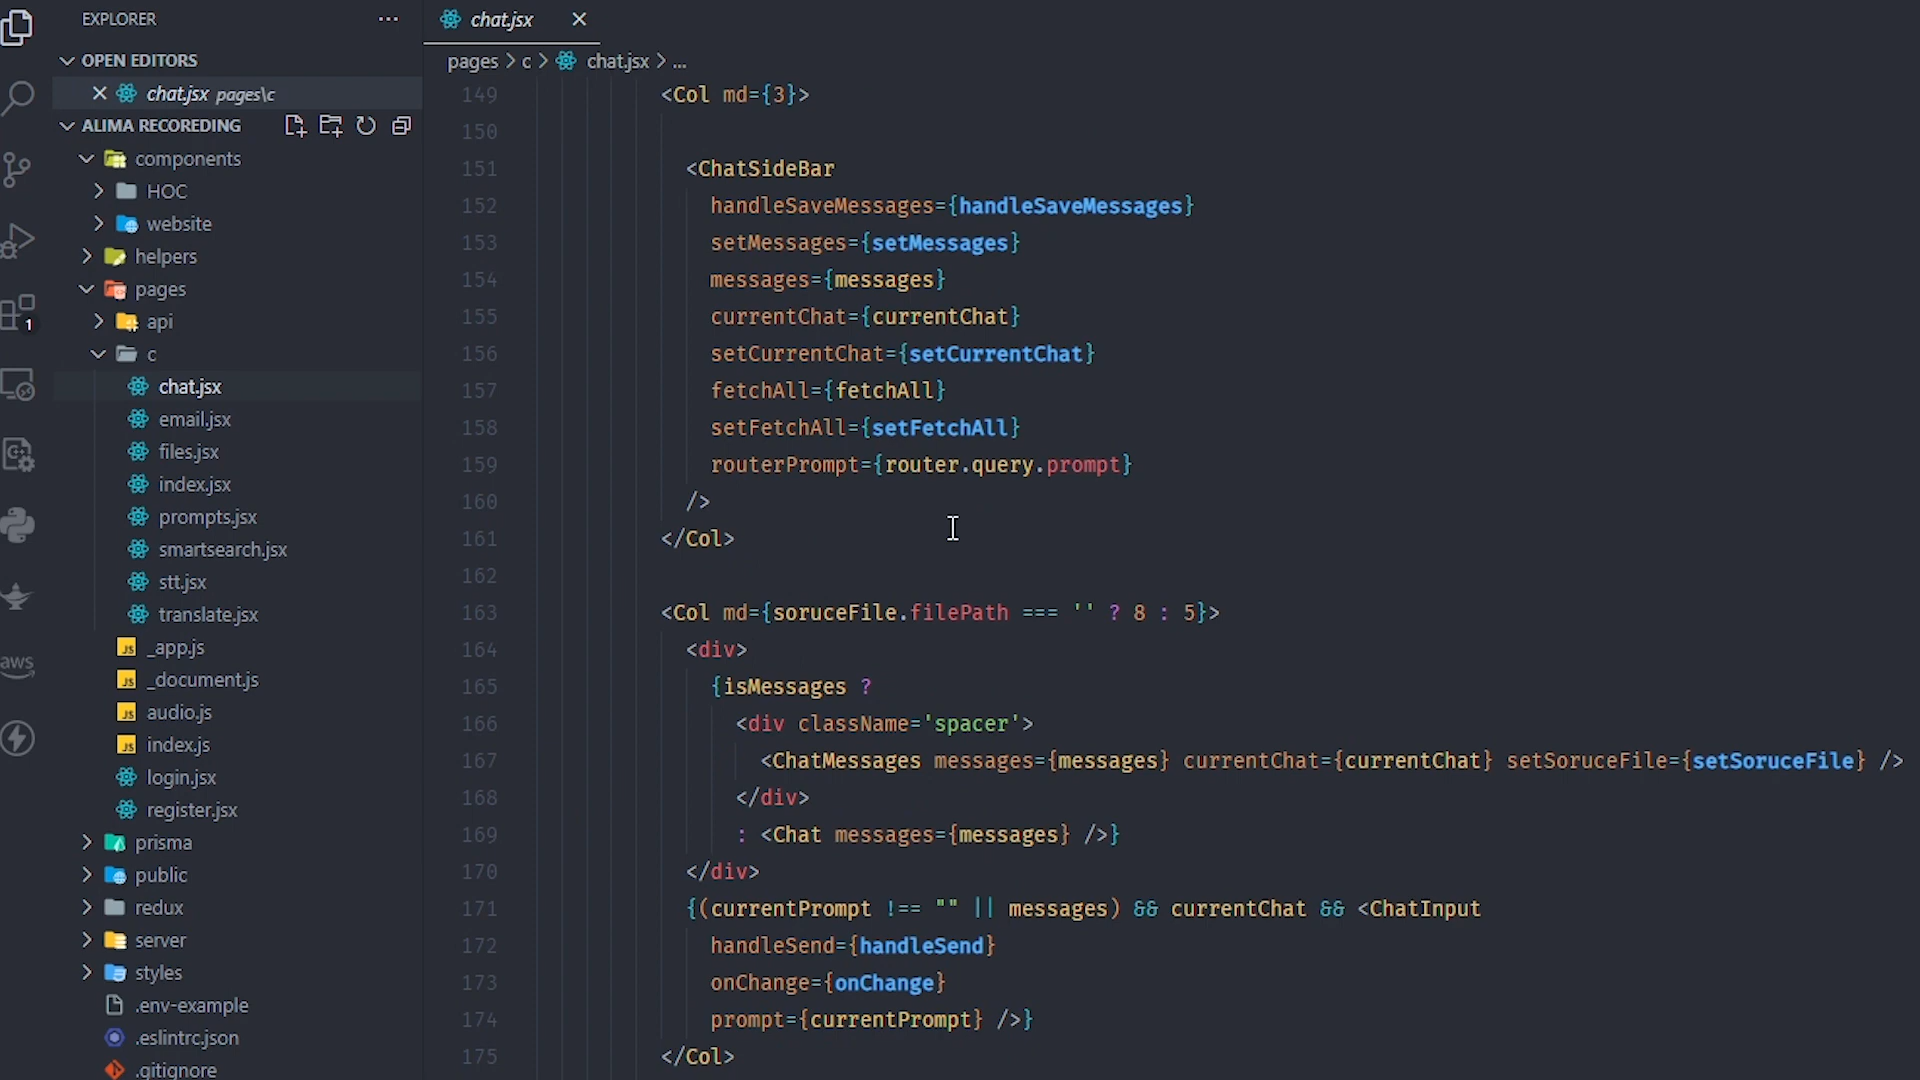 EXPLORER
OPEN EDITORS
chat.jsx pages\c
ALIMA RECOREDING
components
HOC
website
helpers
pages
api
c
chat.jsx
email.jsx
files.jsx
index.jsx
prompts.jsx
smartsearch.jsx
stt.jsx
translate.jsx
_app.js
_document.js
audio.js
index.js
login.jsx
register.jsx
prisma
public
redux
server
styles
.env-example
.eslintrc.json
.gitignore
1
aws
chat.jsx
pages > c > chat.jsx > ...
149 <Col md={3}>
150
151 <ChatSideBar
152 handleSaveMessages={handleSaveMessages}
153 setMessages={setMessages}
154 messages={messages}
155 currentChat={currentChat}
156 setCurrentChat={setCurrentChat}
157 fetchAll={fetchAll}
158 setFetchAll={setFetchAll}
159 routerPrompt={router.query.prompt}
160 />
161 </Col>
162
163 <Col md={soruceFile.filePath === '' ? 8 : 5}>
164 <div>
165 {isMessages ?
166 <div className='spacer'>
167 <ChatMessages messages={messages} currentChat={currentChat} setSoruceFile={setSoruceFile} />
168 </div>
169 : <Chat messages={messages} />}
170 </div>
171 {(currentPrompt !== "" || messages) && currentChat && <ChatInput
172 handleSend={handleSend}
173 onChange={onChange}
174 prompt={currentPrompt} />}
175 </Col>